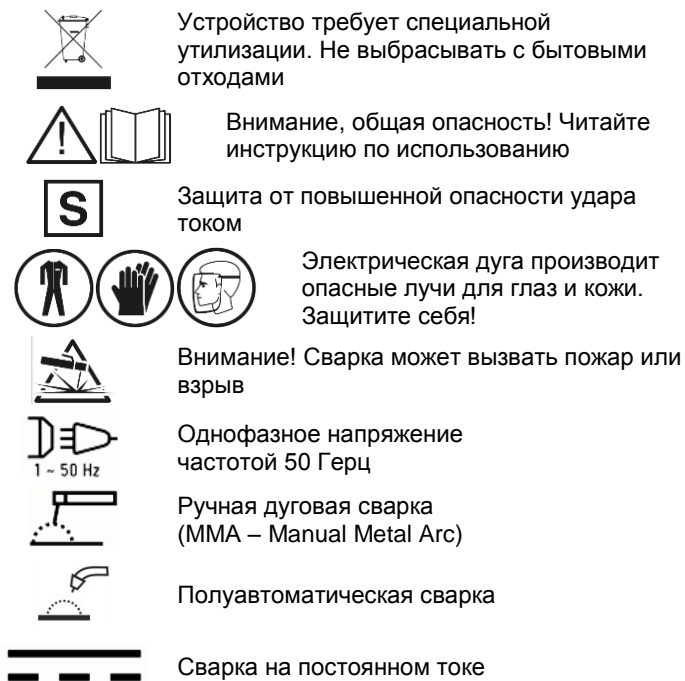 Устройство требует специальной
утилизации. Не выбрасывать с бытовыми
отходами
Внимание, общая опасность! Читайте
инструкцию по использованию
S
Защита от повышенной опасности удара
током
Электрическая дуга производит
опасные лучи для глаз и кожи.
Защитите себя!
Внимание! Сварка может вызвать пожар или
взрыв
1 ~ 50 Hz
Однофазное напряжение
частотой 50 Герц
Ручная дуговая сварка
(MMA – Manual Metal Arc)
Полуавтоматическая сварка
Сварка на постоянном токе